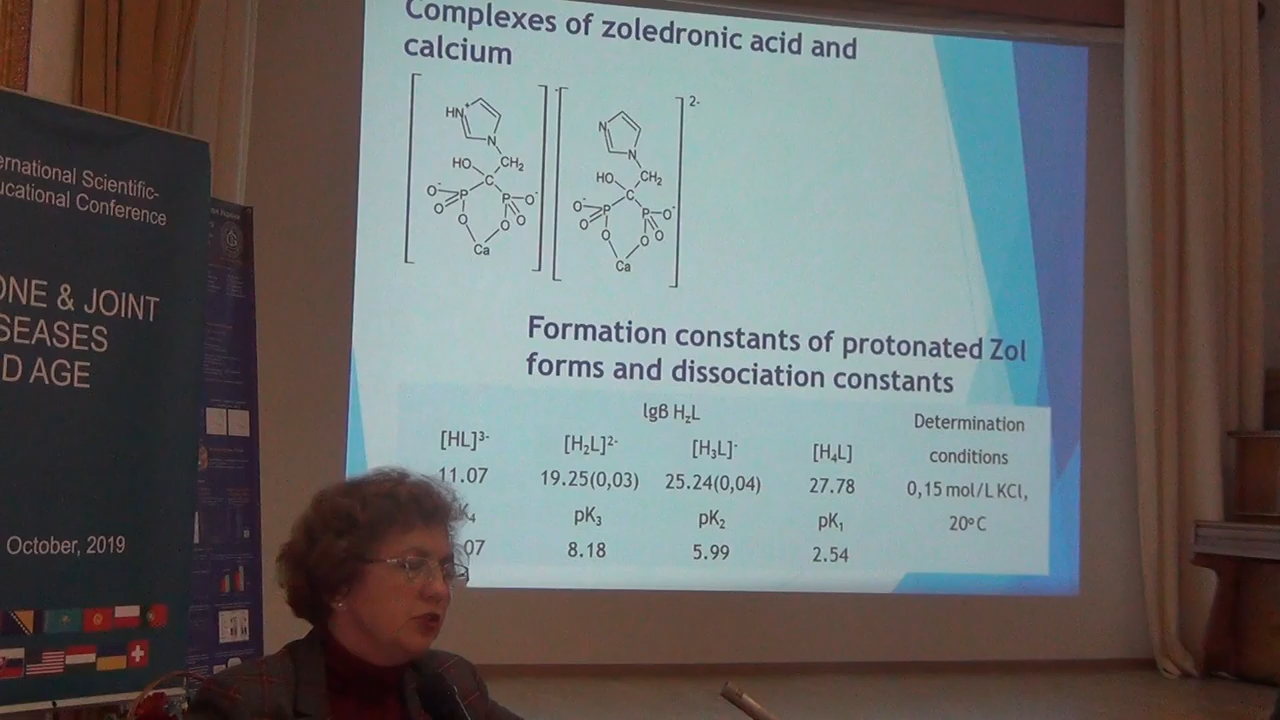 Complexes of zoledronic acid and
calcium
HN+
N
HO
CH2
C
O-
P
P
O-
O
O
O
O
Ca
2-
N
N
HO
CH2
C
O-
P
P
O-
O
O
O
O
Ca
Formation constants of protonated Zol
forms and dissociation constants
lgβ HzL
Determination
[HL]3-
[H2L]2-
[H3L]-
[H4L]
conditions
11.07
19.25(0,03)
25.24(0,04)
27.78
0,15 mol/L KCl,
K4
pK3
pK2
pK1
20°C
07
8.18
5.99
2.54
ernational Scientific-
ucational Conference
ONE & JOINT
SEASES
D AGE
October, 2019